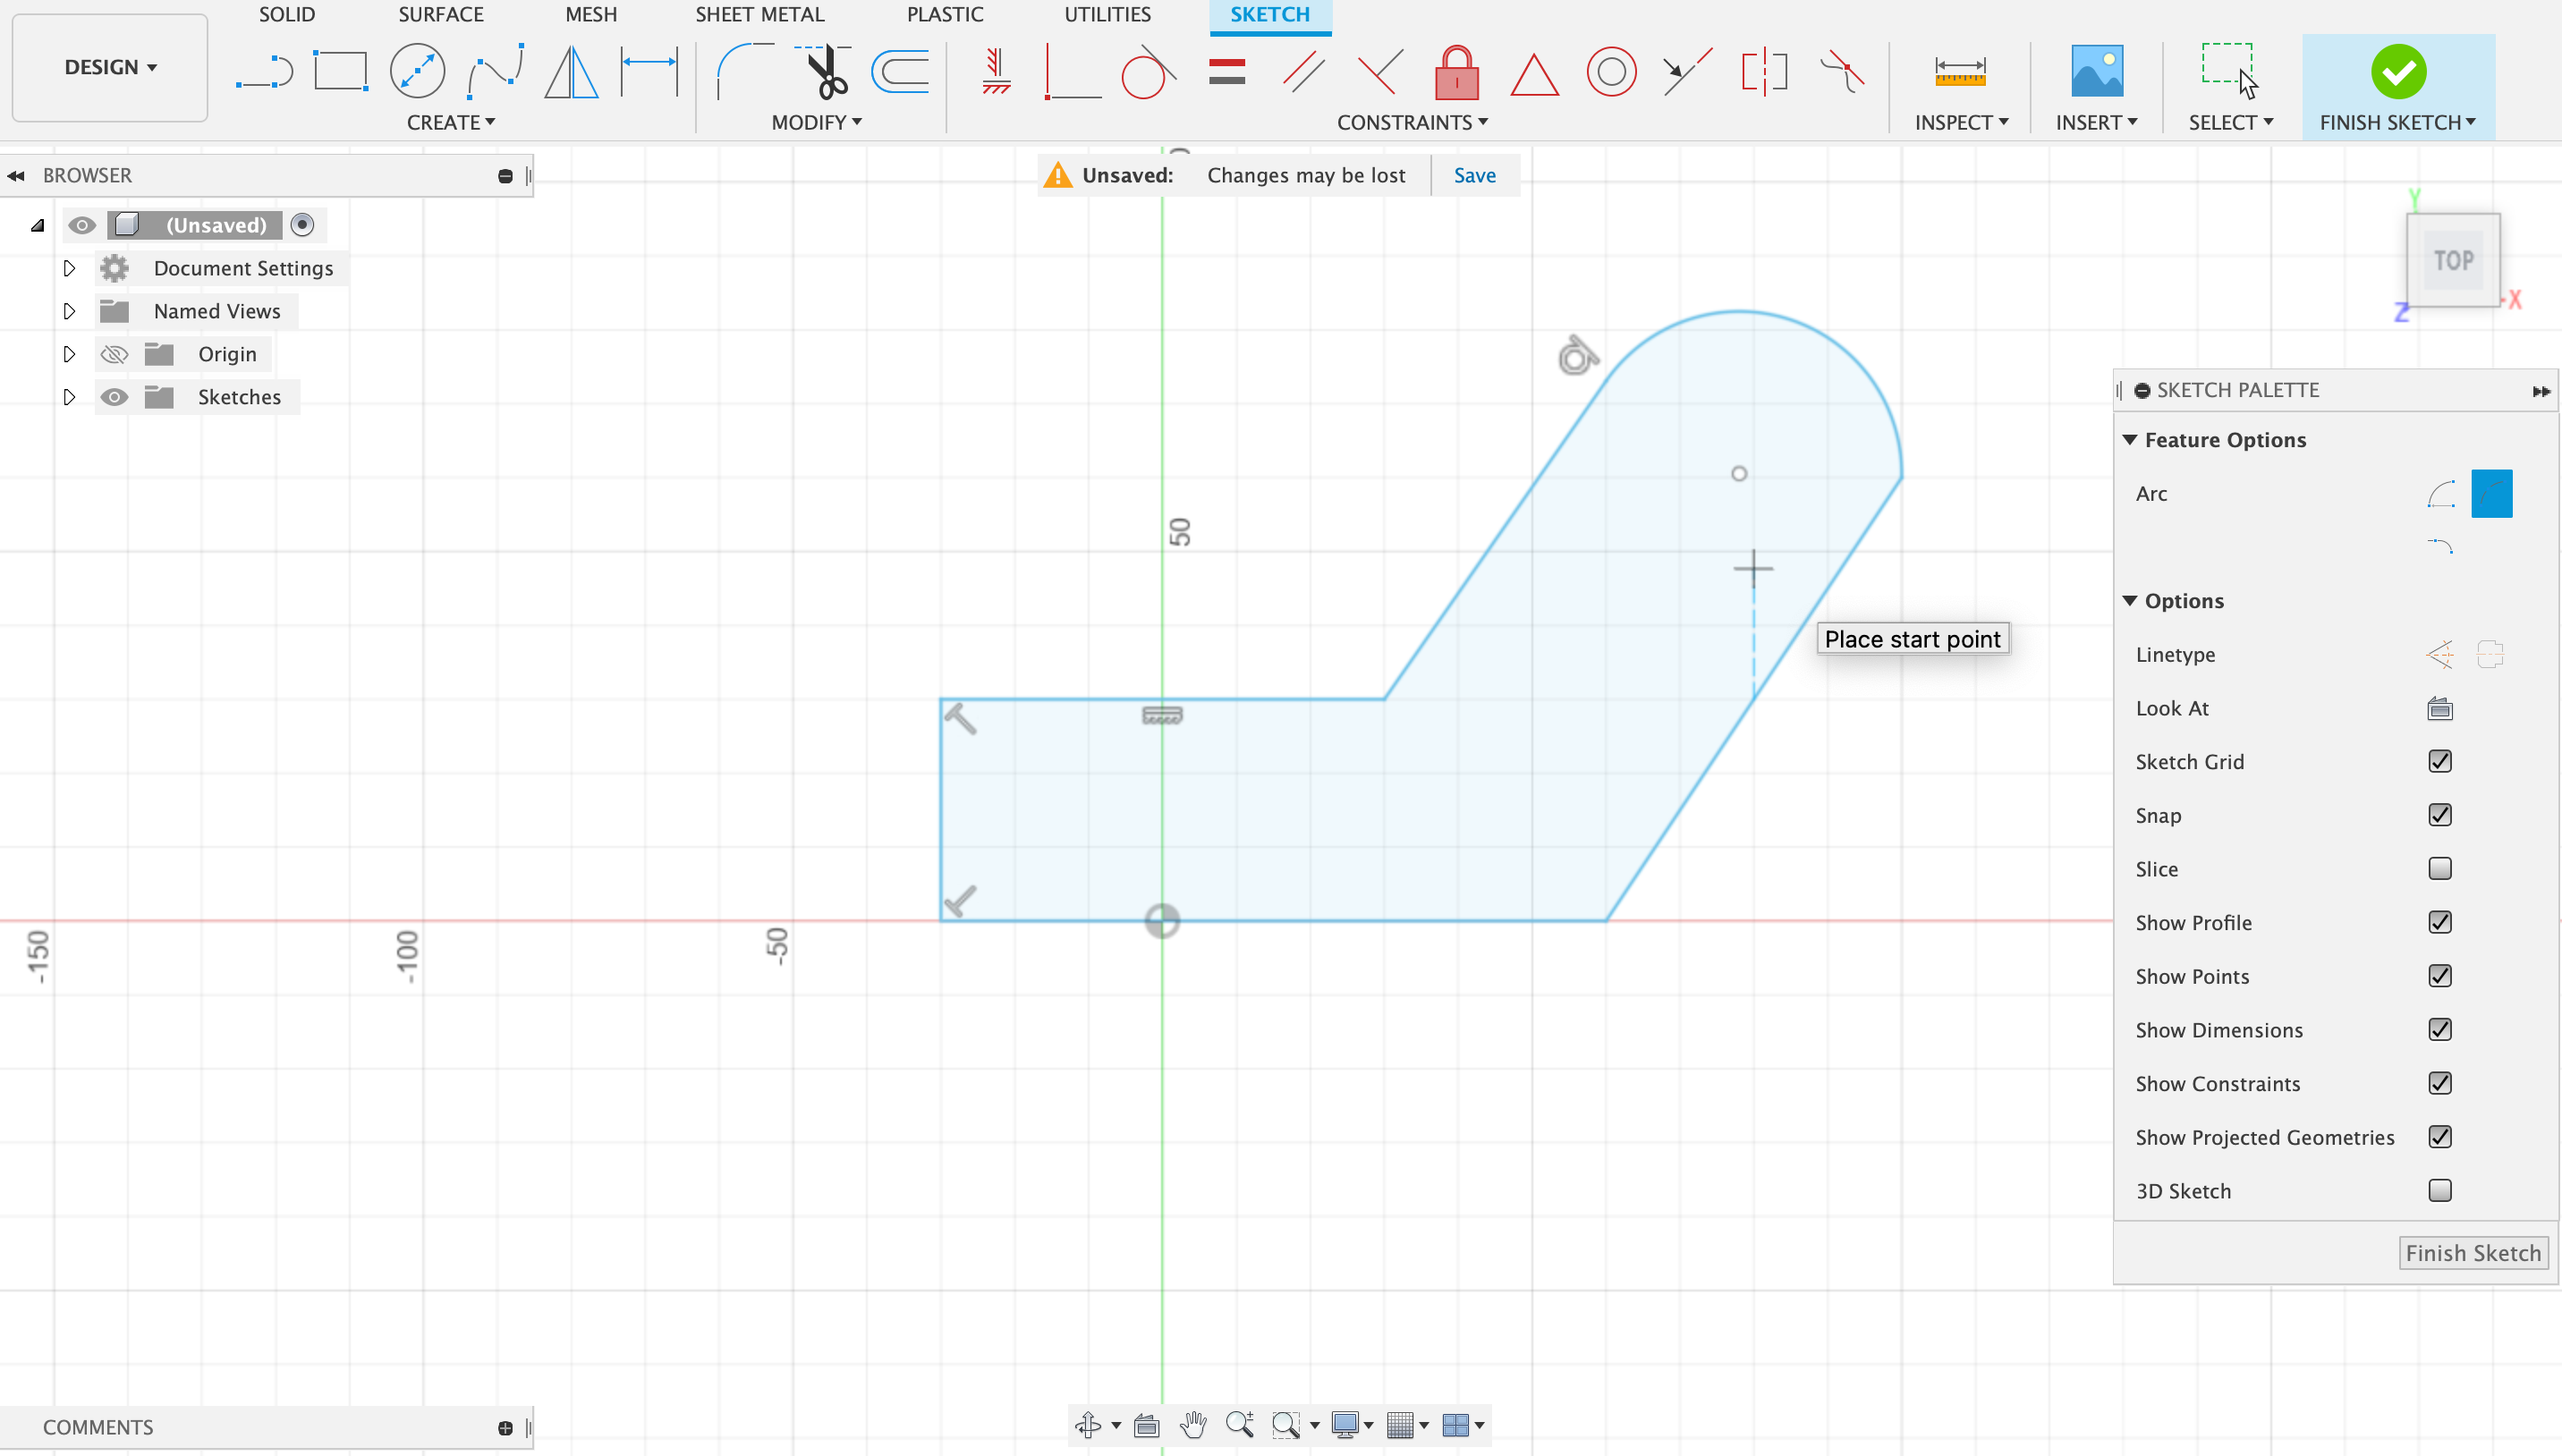 SOLID SURFACE MESH SHEET METAL PLASTIC UTILITIES SKETCH
DESIGN
CREATE MODIFY CONSTRAINTS INSPECT INSERT SELECT FINISH SKETCH
BROWSER
Unsaved: Changes may be lost Save
(Unsaved)
Document Settings
Named Views
Origin
Sketches
Y
TOP
X
Z
SKETCH PALETTE
Feature Options
Arc
Options
Linetype
Look At
Sketch Grid
Snap
Slice
Show Profile
Show Points
Show Dimensions
Show Constraints
Show Projected Geometries
3D Sketch
Finish Sketch
50
Place start point
-150
-100
-50
COMMENTS